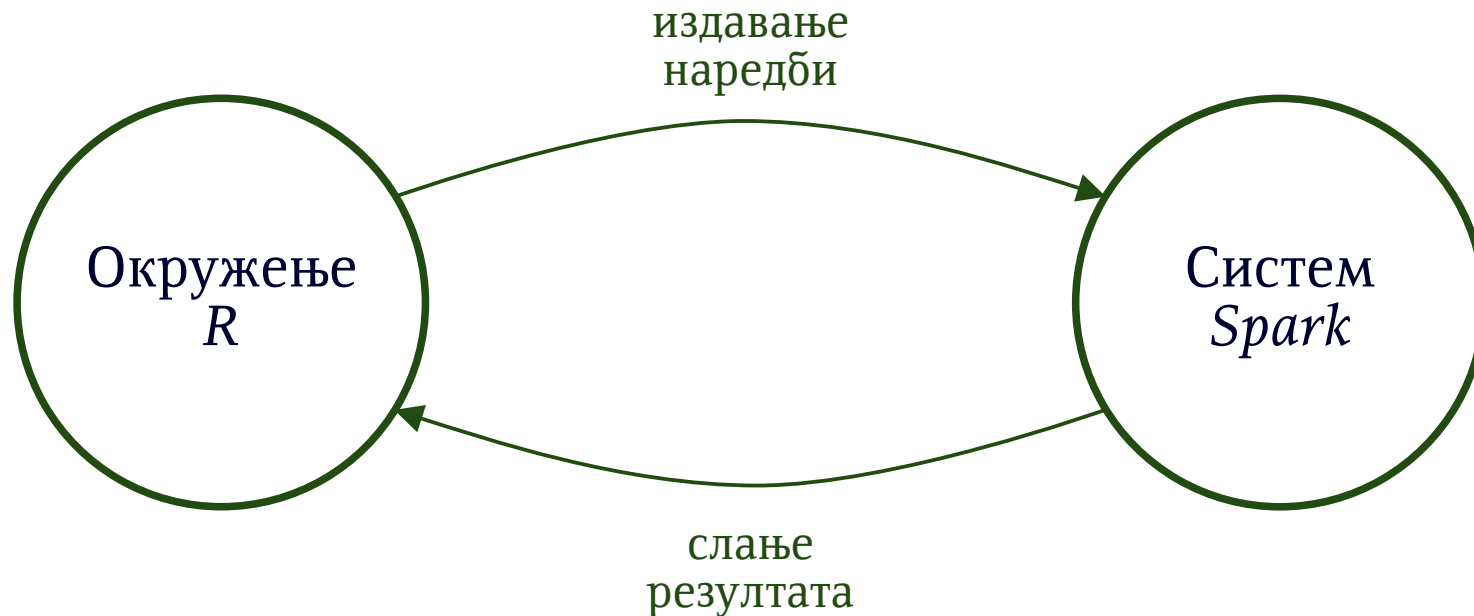 издавање
наредби
Окружење
R
Систем
Spark
слање
резултата